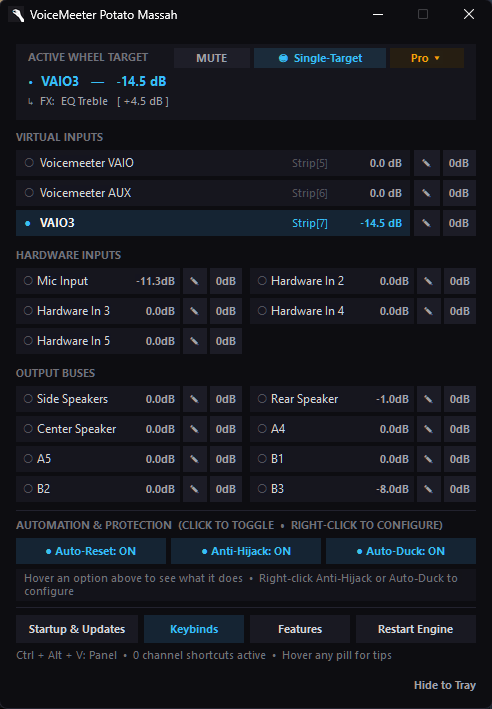 VoiceMeeter Potato Massah
ACTIVE WHEEL TARGET MUTE Single-Target Pro ▾
• VAIO3 — -14.5 dB
↳ FX: EQ Treble [ +4.5 dB ]
VIRTUAL INPUTS
Voicemeeter VAIO Strip[5] 0.0 dB 0dB
Voicemeeter AUX Strip[6] 0.0 dB 0dB
VAIO3 Strip[7] -14.5 dB 0dB
HARDWARE INPUTS
Mic Input -11.3dB 0dB Hardware In 2 0.0dB 0dB
Hardware In 3 0.0dB 0dB Hardware In 4 0.0dB 0dB
Hardware In 5 0.0dB 0dB
OUTPUT BUSES
Side Speakers 0.0dB 0dB Rear Speaker -1.0dB 0dB
Center Speaker 0.0dB 0dB A4 0.0dB 0dB
A5 0.0dB 0dB B1 0.0dB 0dB
B2 0.0dB 0dB B3 -8.0dB 0dB
AUTOMATION & PROTECTION (CLICK TO TOGGLE • RIGHT-CLICK TO CONFIGURE)
• Auto-Reset: ON • Anti-Hijack: ON • Auto-Duck: ON
Hover an option above to see what it does • Right-click Anti-Hijack or Auto-Duck to
configure
Startup & Updates Keybinds Features Restart Engine
Ctrl + Alt + V: Panel • 0 channel shortcuts active • Hover any pill for tips
Hide to Tray